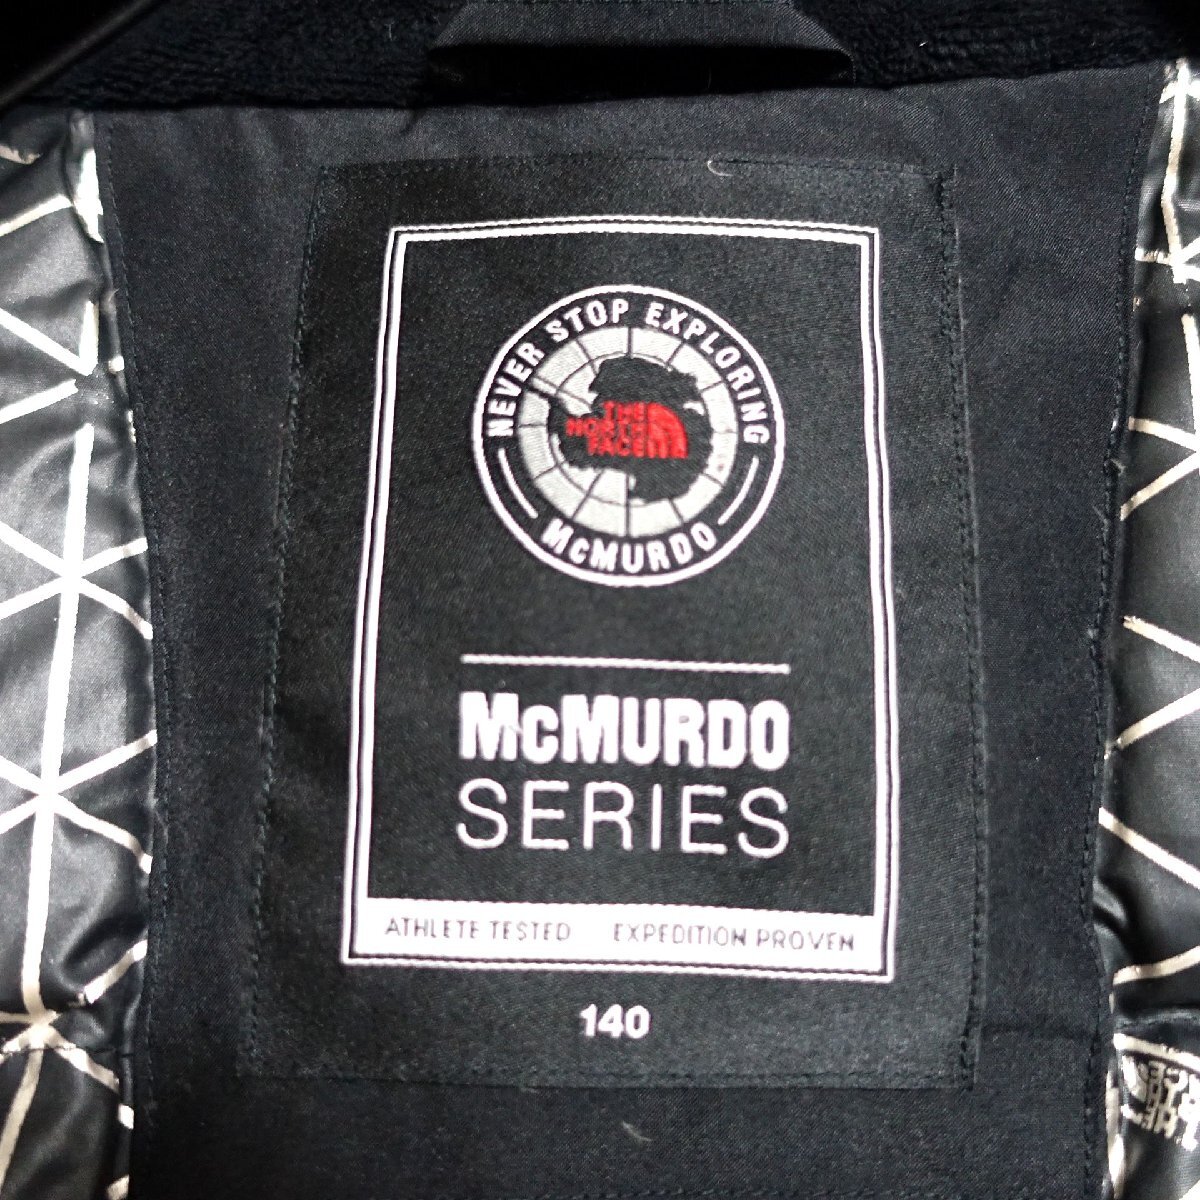 NEVER STOP EXPLORING
THE
NORTH
FACE
McMURDO
McMURDO
SERIES
ATHLETE TESTED EXPEDITION PROVEN
140